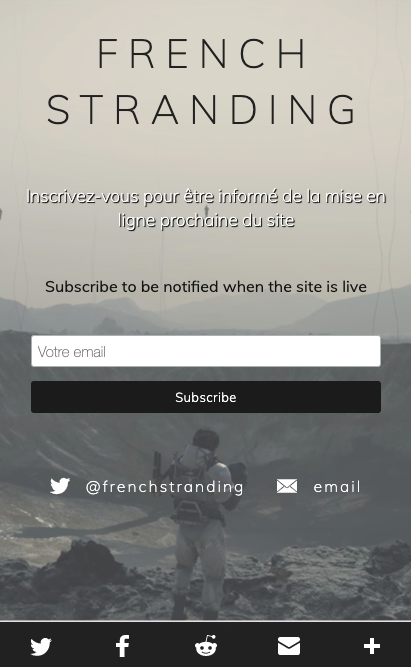 FRENCH
STRANDING
Inscrivez-vous pour être informé de la mise en
ligne prochaine du site
Subscribe to be notified when the site is live
Votre email
Subscribe
@frenchstranding email